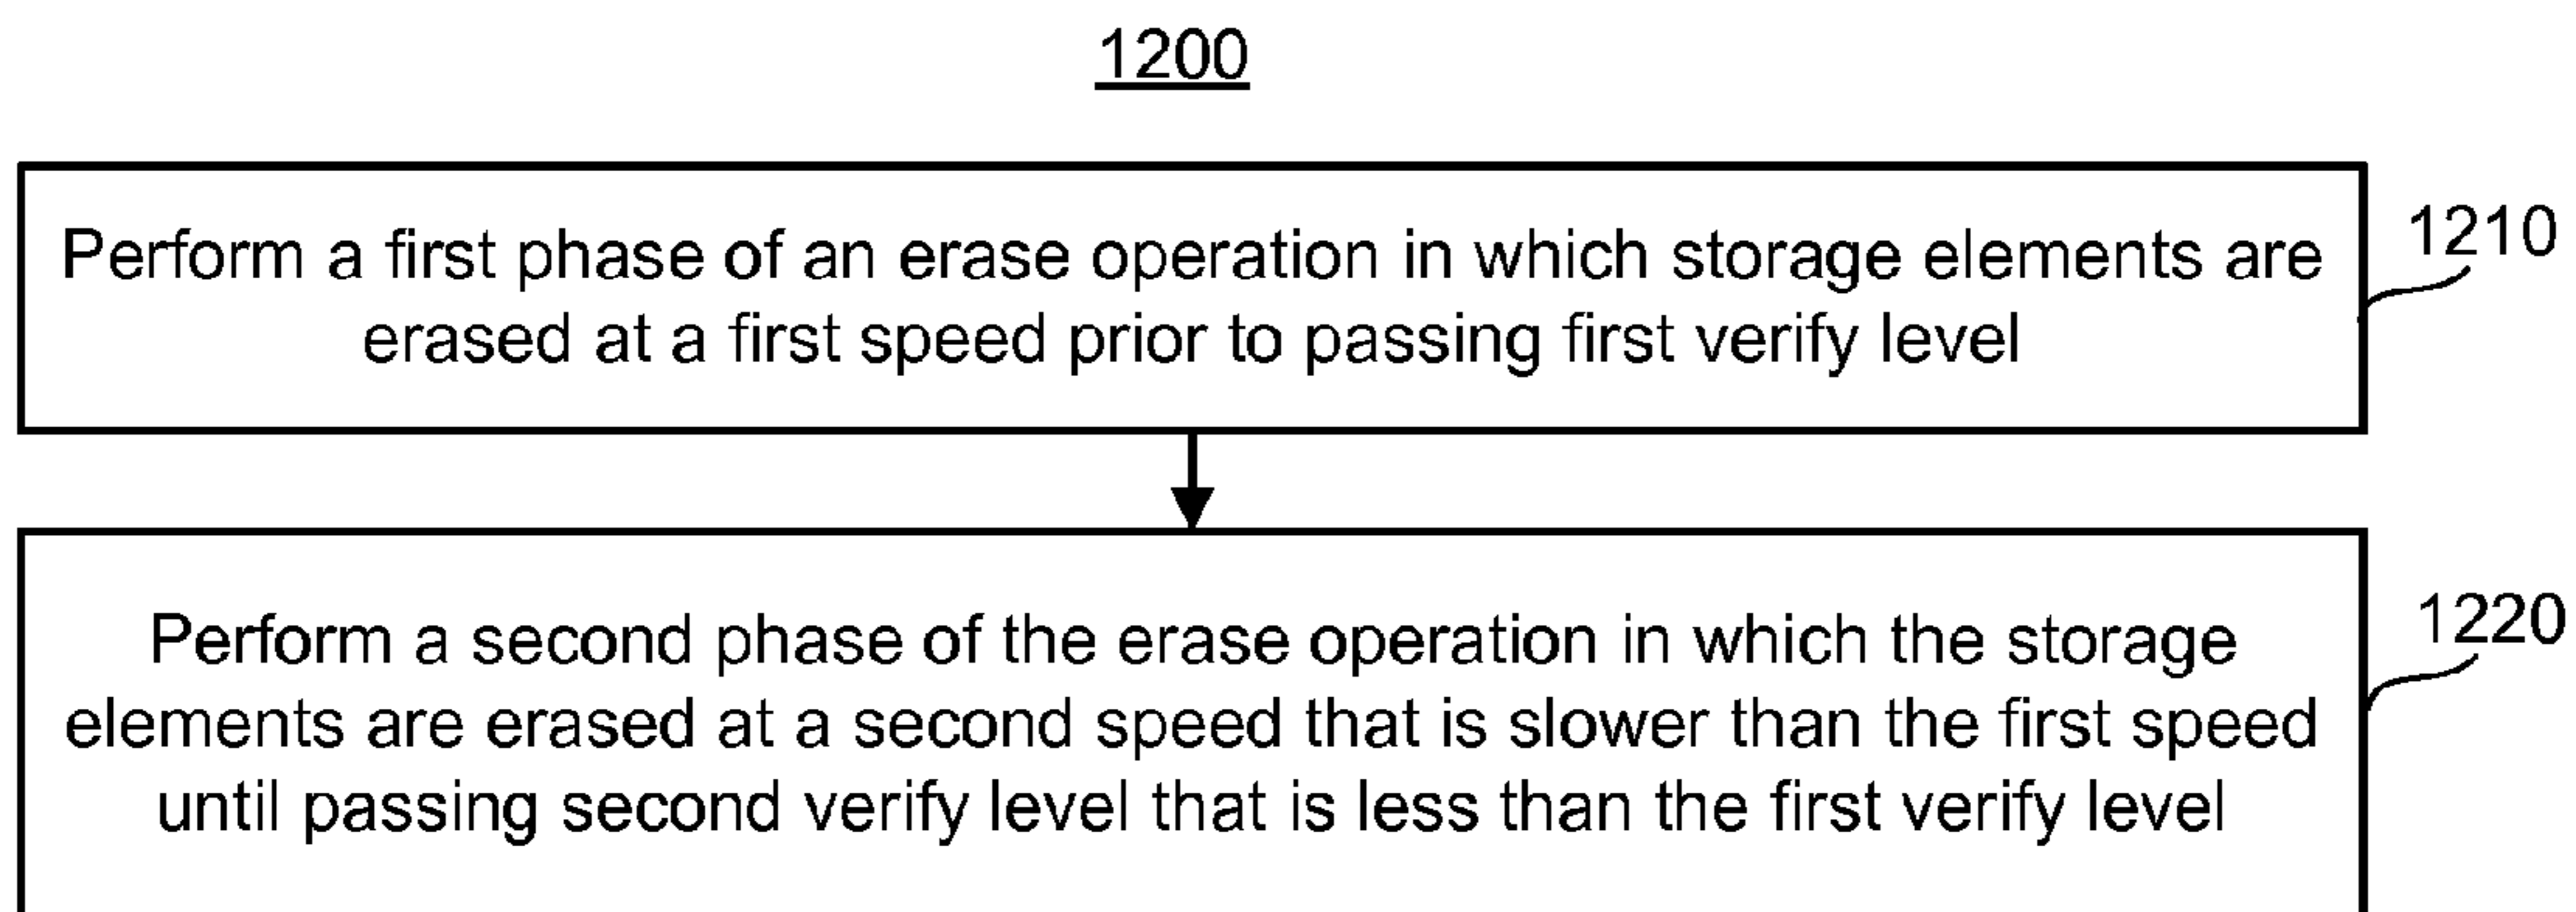 1200
Perform a first phase of an erase operation in which storage elements are
erased at a first speed prior to passing first verify level
1210
Perform a second phase of the erase operation in which the storage
elements are erased at a second speed that is slower than the first speed
until passing second verify level that is less than the first verify level
1220